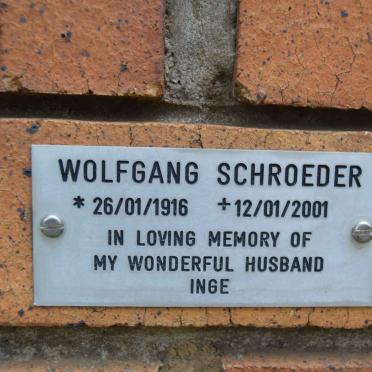 WOLFGANG SCHROEDER
* 26/01/1916 +12/01/2001
IN LOVING MEMORY OF
MY WONDERFUL HUSBAND
INGE